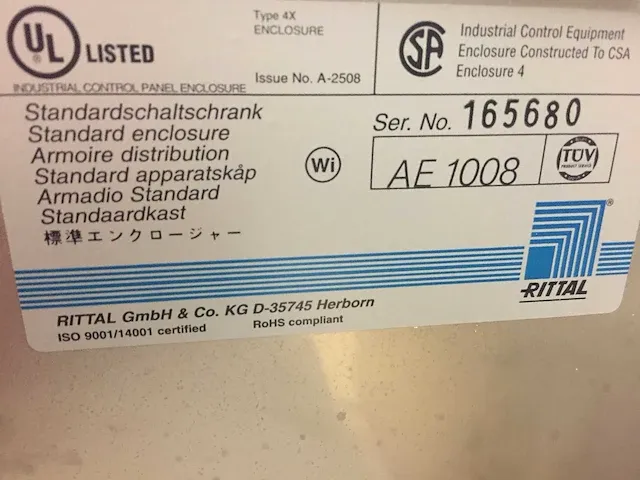 UL® LISTED
INDUSTRIAL CONTROL PANEL ENCLOSURE
Type 4X
ENCLOSURE
Issue No. A-2508
CSA
Industrial Control Equipment
Enclosure Constructed To CSA
Enclosure 4
Standardschaltschrank
Standard enclosure
Armoire distribution
Standard apparatskåp
Armadio Standard
Standaardkast
標準エンクロージャー
Wi
Ser. No. 165680
AE 1008
TÜV
PRODUCT SERVICE
®
RITTAL
RITTAL GmbH & Co. KG D-35745 Herborn
ISO 9001/14001 certified RoHS compliant